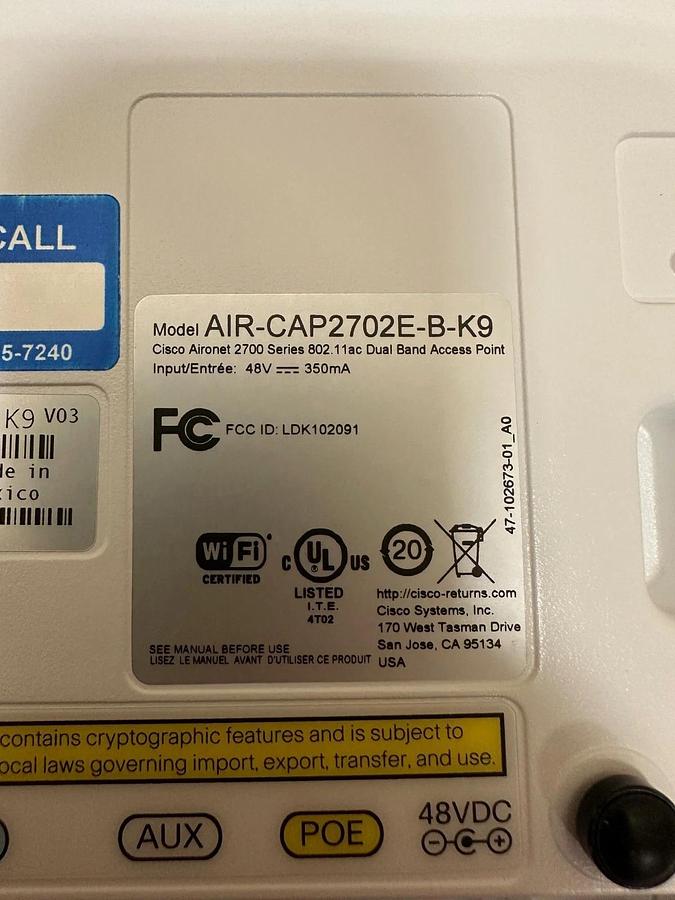 CALL
5-7240
K9 V03
de in
xico
Model AIR-CAP2702E-B-K9
Cisco Aironet 2700 Series 802.11ac Dual Band Access Point
Input/Entrée: 48V ⎓ 350mA
FC FCC ID: LDK102091
47-102673-01_A0
Wi Fi
CERTIFIED
C UL ® US
LISTED
I.T.E.
4T02
20
http://cisco-returns.com
Cisco Systems, Inc.
170 West Tasman Drive
San Jose, CA 95134
USA
SEE MANUAL BEFORE USE
LISEZ LE MANUEL AVANT D'UTILISER CE PRODUIT
contains cryptographic features and is subject to
ocal laws governing import, export, transfer, and use.
AUX
POE
48VDC